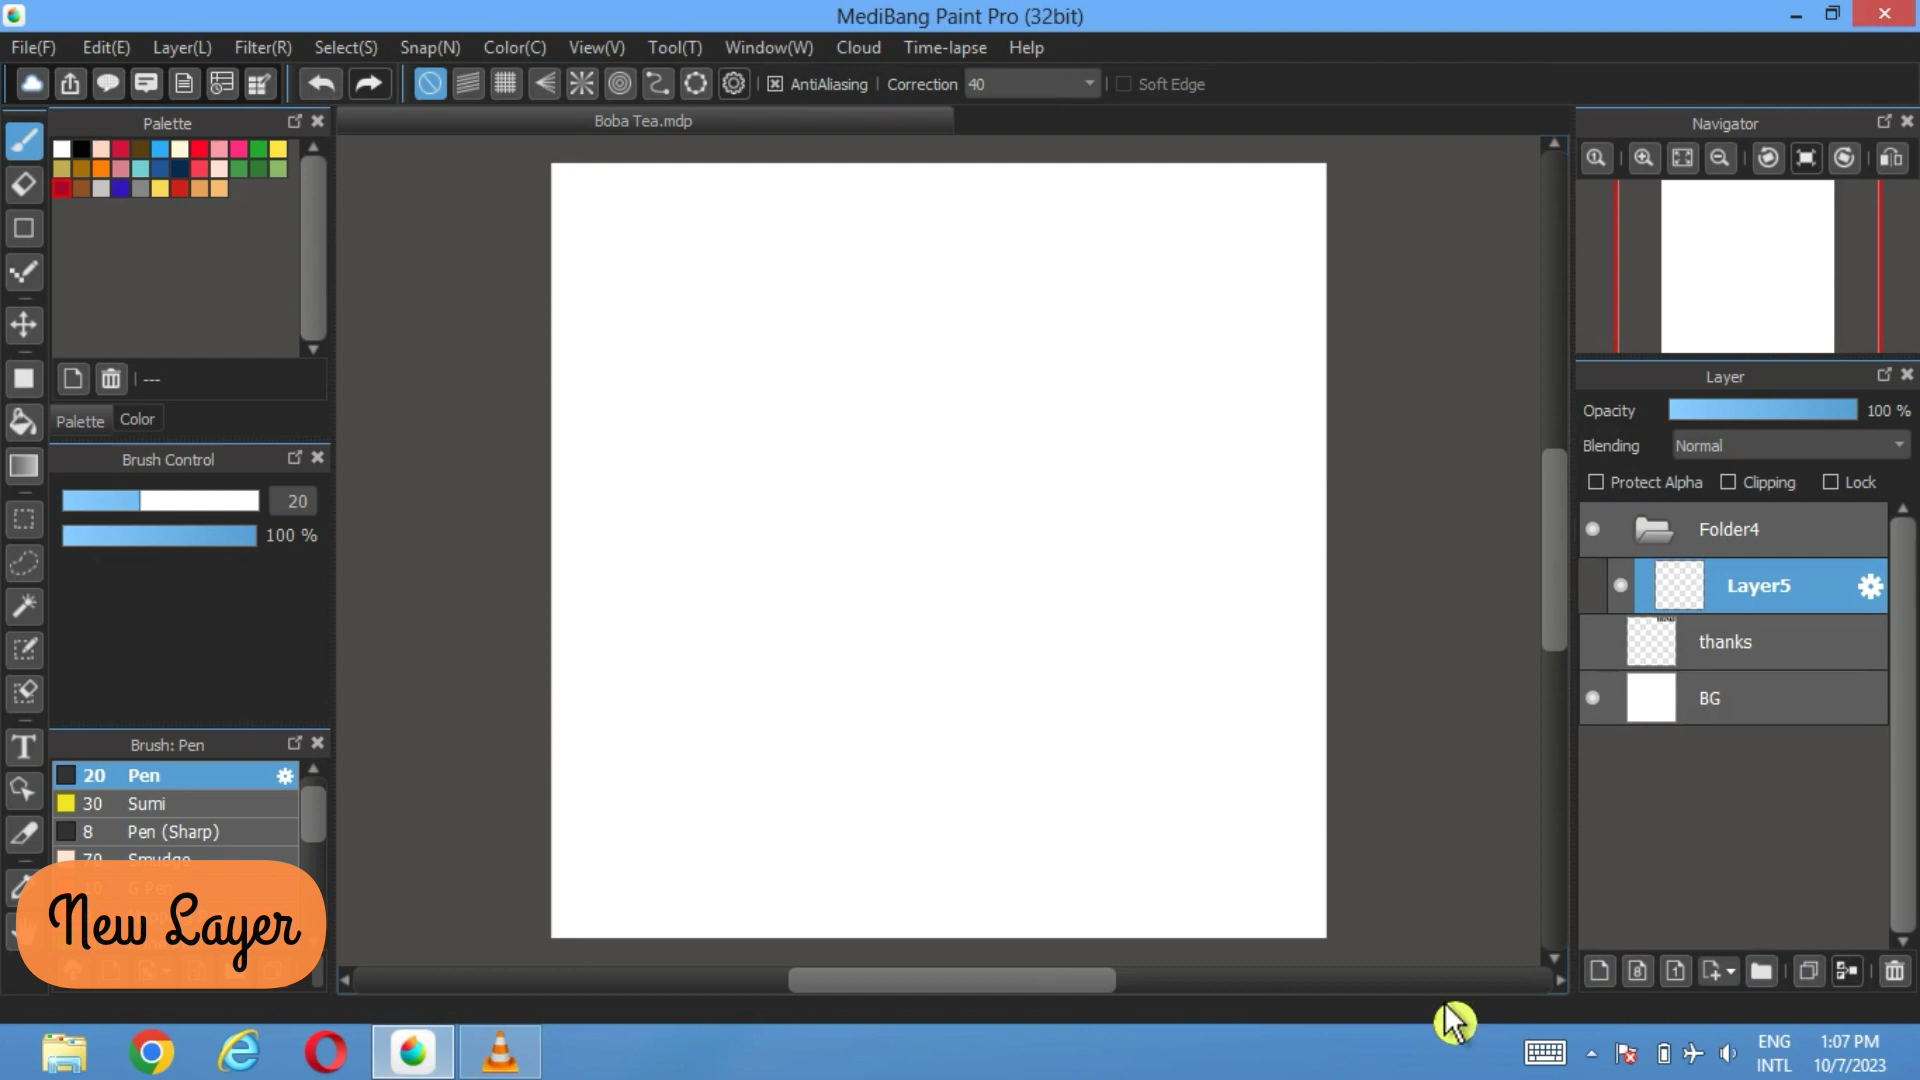 MediBang Paint Pro (32bit)
File(F) Edit(E) Layer(L) Filter(R) Select(S) Snap(N) Color(C) View(V) Tool(T) Window(W) Cloud Time-lapse Help
AntiAliasing Correction 40 Soft Edge
Palette
Boba Tea.mdp
Navigator
---
Palette Color
Brush Control
20
100 %
Layer
Opacity 100 %
Blending Normal
Protect Alpha Clipping Lock
Folder4
Layer5
thanks
BG
Brush: Pen
20 Pen
30 Sumi
8 Pen (Sharp)
70 Smudge
G Pen
New Layer
ENG 1:07 PM
INTL 10/7/2023